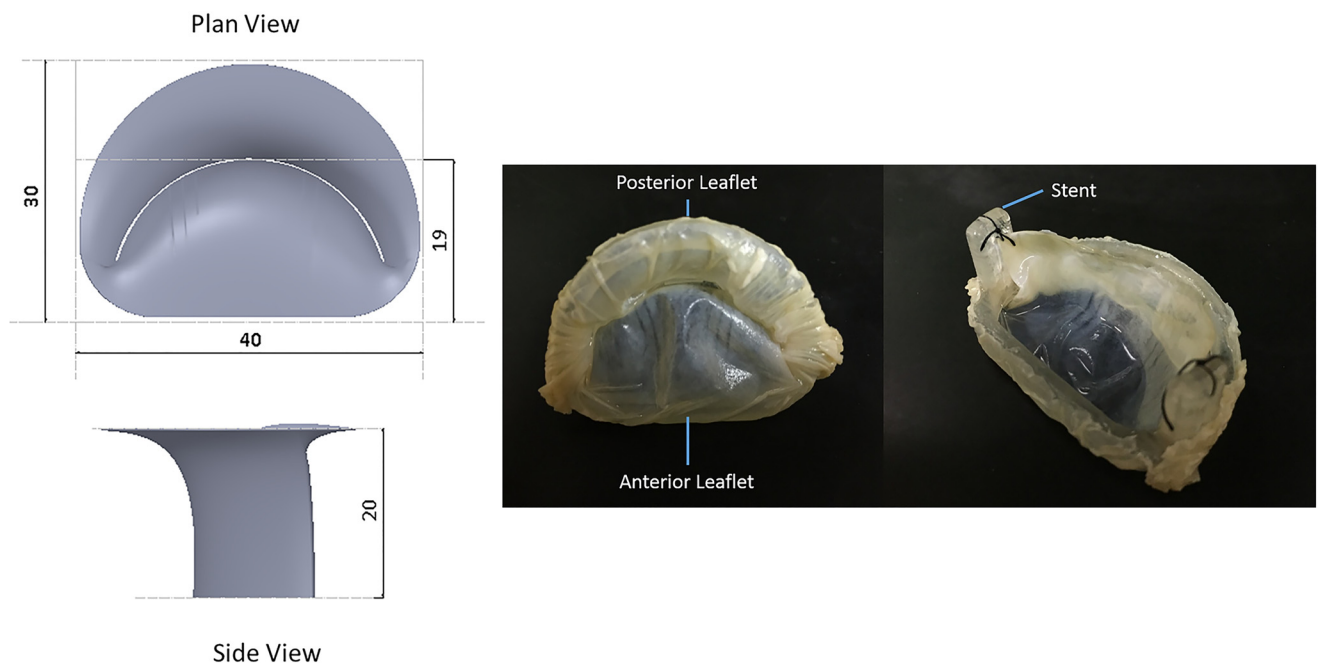 Plan View
30
19
40
20
Side View
Posterior Leaflet
Stent
Anterior Leaflet